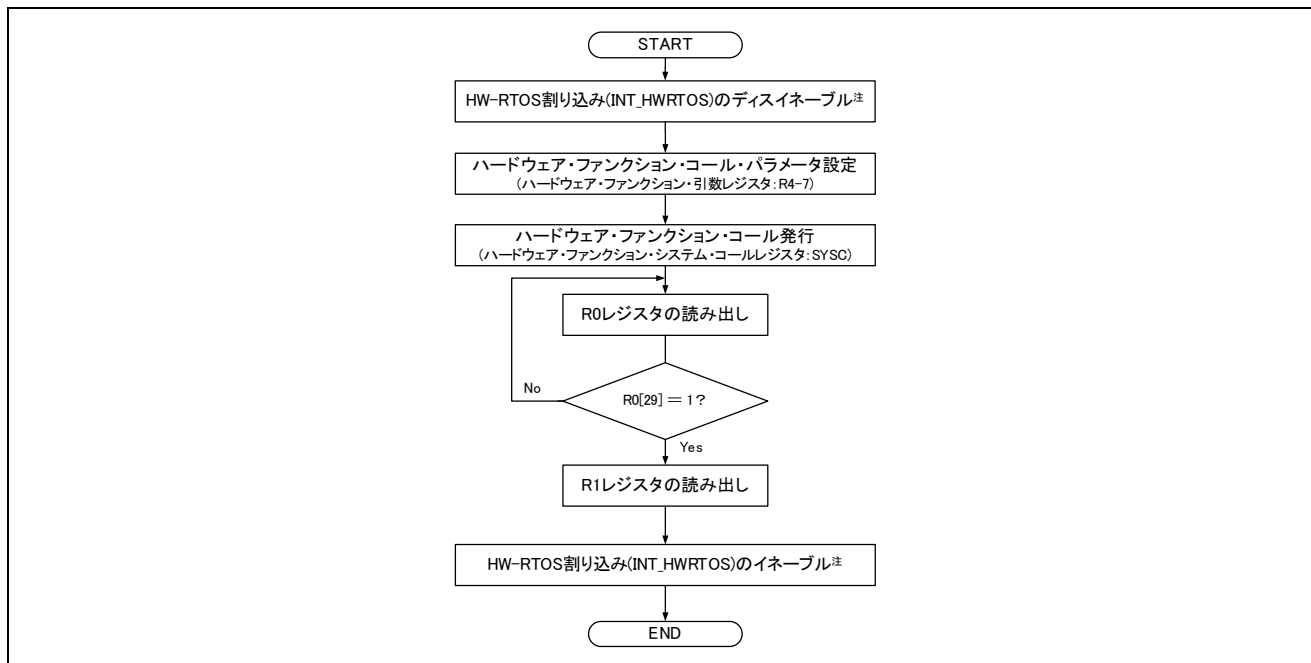 START
HW-RTOS割り込み(INT_HWRTOS)のディスイネーブル注
ハードウェア・ファンクション・コール・パラメータ設定
(ハードウェア・ファンクション・引数レジスタ:R4-7)
ハードウェア・ファンクション・コール発行
(ハードウェア・ファンクション・システム・コールレジスタ:SYSC)
R0レジスタの読み出し
No
R0[29] = 1?
Yes
R1レジスタの読み出し
HW-RTOS割り込み(INT_HWRTOS)のイネーブル注
END